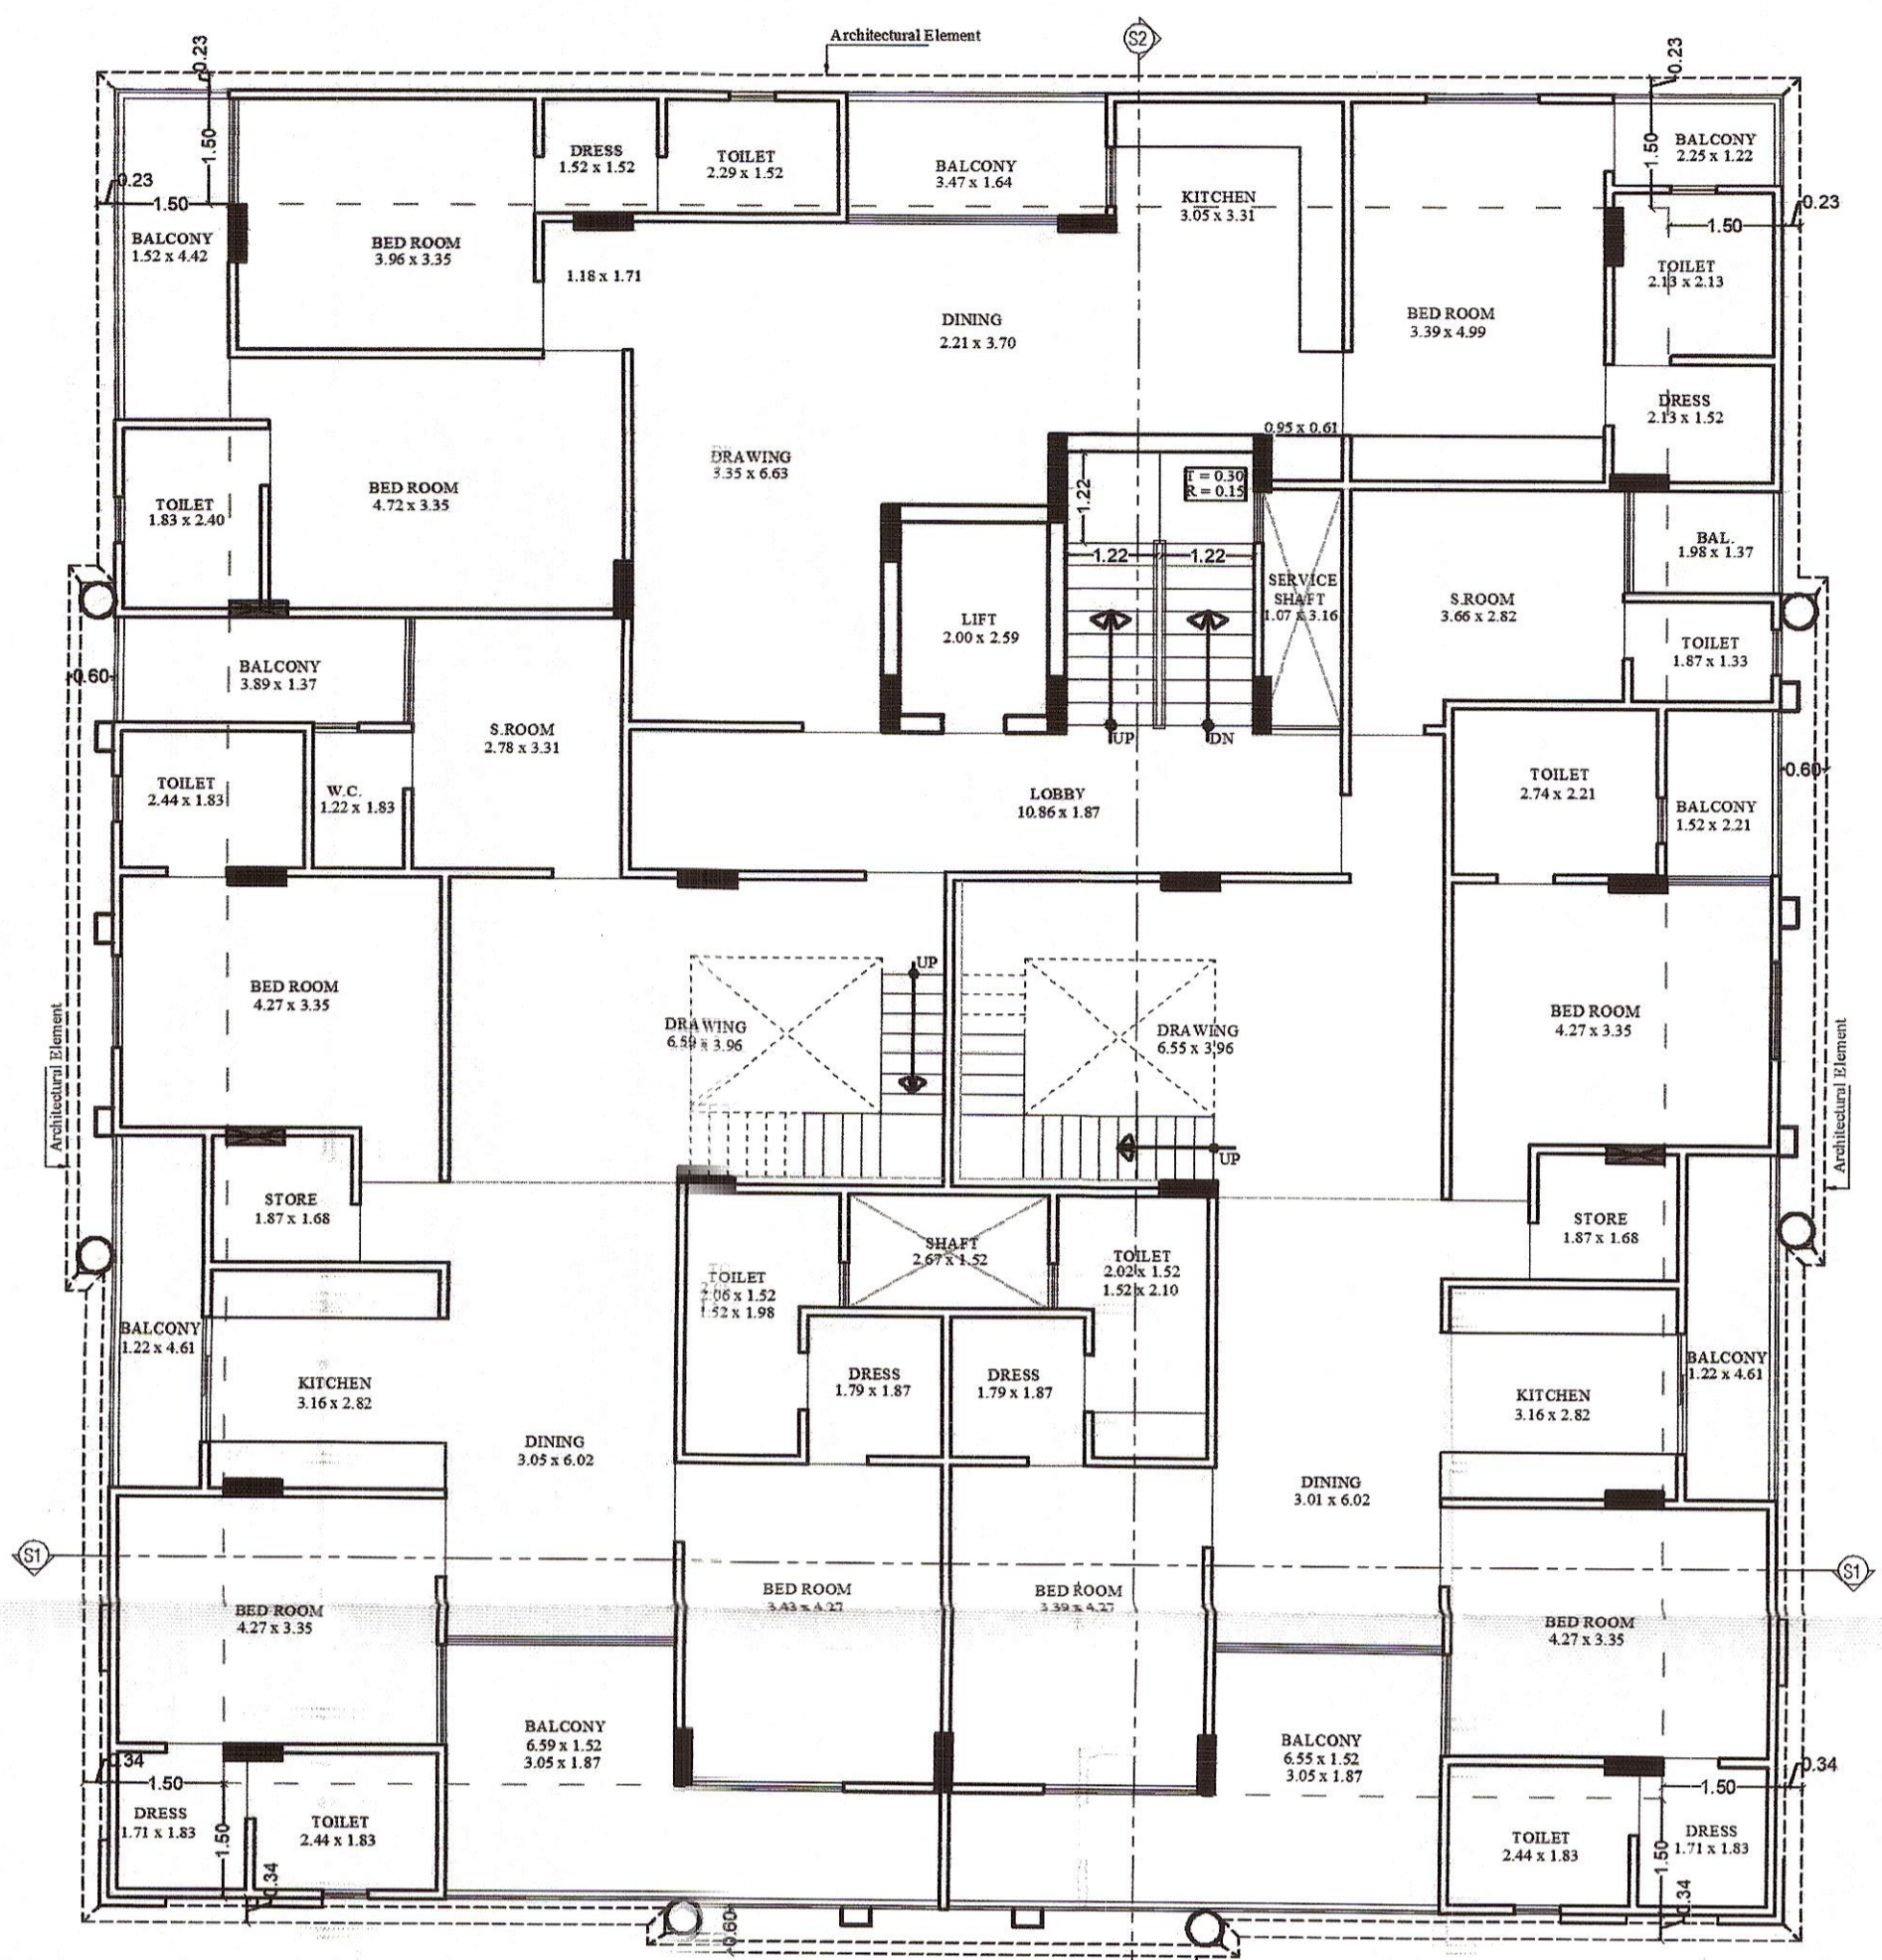 Architectural Element
S2
0.23
0.23
1.50
1.50
0.23
1.50
0.23
1.50
BALCONY
1.52 x 4.42
BED ROOM
3.96 x 3.35
DRESS
1.52 x 1.52
TOILET
2.29 x 1.52
BALCONY
3.47 x 1.64
KITCHEN
3.05 x 3.31
BALCONY
2.25 x 1.22
TOILET
2.13 x 2.13
1.18 x 1.71
DINING
2.21 x 3.70
BED ROOM
3.39 x 4.99
DRESS
2.13 x 1.52
0.95 x 0.61
DRAWING
3.35 x 6.63
BED ROOM
4.72 x 3.35
TOILET
1.83 x 2.40
1.22
T = 0.30
R = 0.15
1.22
1.22
SERVICE
SHAFT
1.07 x 3.16
BAL.
1.98 x 1.37
S.ROOM
3.66 x 2.82
LIFT
2.00 x 2.59
TOILET
1.87 x 1.33
BALCONY
3.89 x 1.37
0.60
S.ROOM
2.78 x 3.31
UP
DN
TOILET
2.44 x 1.83
W.C.
1.22 x 1.83
LOBBY
10.86 x 1.87
TOILET
2.74 x 2.21
BALCONY
1.52 x 2.21
0.60
BED ROOM
4.27 x 3.35
UP
DRAWING
6.59 x 3.96
DRAWING
6.55 x 3.96
BED ROOM
4.27 x 3.35
Architectural Element
Architectural Element
UP
STORE
1.87 x 1.68
STORE
1.87 x 1.68
SHAFT
2.67 x 1.52
TOILET
2.06 x 1.52
1.52 x 1.98
TOILET
2.02 x 1.52
1.52 x 2.10
BALCONY
1.22 x 4.61
KITCHEN
3.16 x 2.82
DRESS
1.79 x 1.87
DRESS
1.79 x 1.87
KITCHEN
3.16 x 2.82
BALCONY
1.22 x 4.61
DINING
3.05 x 6.02
DINING
3.01 x 6.02
S1
S1
BED ROOM
4.27 x 3.35
BED ROOM
3.43 x 4.27
BED ROOM
3.39 x 4.27
BED ROOM
4.27 x 3.35
BALCONY
6.59 x 1.52
3.05 x 1.87
BALCONY
6.55 x 1.52
3.05 x 1.87
0.34
1.50
0.34
1.50
DRESS
1.71 x 1.83
1.50
TOILET
2.44 x 1.83
TOILET
2.44 x 1.83
1.50
DRESS
1.71 x 1.83
0.34
0.34
0.60